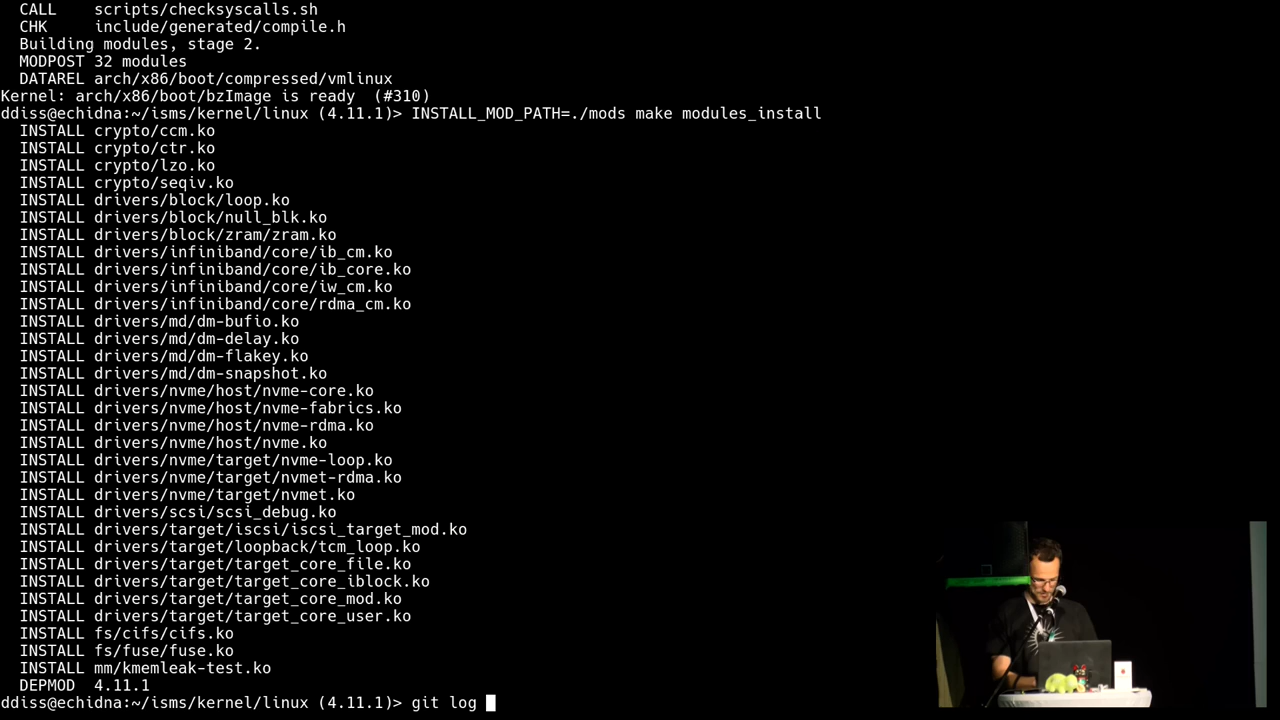 CALL    scripts/checksyscalls.sh
CHK     include/generated/compile.h
Building modules, stage 2.
MODPOST 32 modules
DATAREL arch/x86/boot/compressed/vmlinux
Kernel: arch/x86/boot/bzImage is ready  (#310)
ddiss@echidna:~/isms/kernel/linux (4.11.1)> INSTALL_MOD_PATH=./mods make modules_install
INSTALL crypto/ccm.ko
INSTALL crypto/ctr.ko
INSTALL crypto/lzo.ko
INSTALL crypto/seqiv.ko
INSTALL drivers/block/loop.ko
INSTALL drivers/block/null_blk.ko
INSTALL drivers/block/zram/zram.ko
INSTALL drivers/infiniband/core/ib_cm.ko
INSTALL drivers/infiniband/core/ib_core.ko
INSTALL drivers/infiniband/core/iw_cm.ko
INSTALL drivers/infiniband/core/rdma_cm.ko
INSTALL drivers/md/dm-bufio.ko
INSTALL drivers/md/dm-delay.ko
INSTALL drivers/md/dm-flakey.ko
INSTALL drivers/md/dm-snapshot.ko
INSTALL drivers/nvme/host/nvme-core.ko
INSTALL drivers/nvme/host/nvme-fabrics.ko
INSTALL drivers/nvme/host/nvme-rdma.ko
INSTALL drivers/nvme/host/nvme.ko
INSTALL drivers/nvme/target/nvme-loop.ko
INSTALL drivers/nvme/target/nvmet-rdma.ko
INSTALL drivers/nvme/target/nvmet.ko
INSTALL drivers/scsi/scsi_debug.ko
INSTALL drivers/target/iscsi/iscsi_target_mod.ko
INSTALL drivers/target/loopback/tcm_loop.ko
INSTALL drivers/target/target_core_file.ko
INSTALL drivers/target/target_core_iblock.ko
INSTALL drivers/target/target_core_mod.ko
INSTALL drivers/target/target_core_user.ko
INSTALL fs/cifs/cifs.ko
INSTALL fs/fuse/fuse.ko
INSTALL mm/kmemleak-test.ko
DEPMOD  4.11.1
ddiss@echidna:~/isms/kernel/linux (4.11.1)> git log